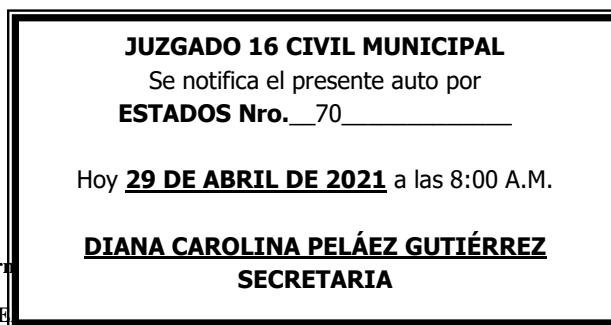 JUZGADO 16 CIVIL MUNICIPAL
Se notifica el presente auto por
ESTADOS Nro.__70_____________
Hoy 29 DE ABRIL DE 2021 a las 8:00 A.M.
DIANA CAROLINA PELÁEZ GUTIÉRREZ
SECRETARIA